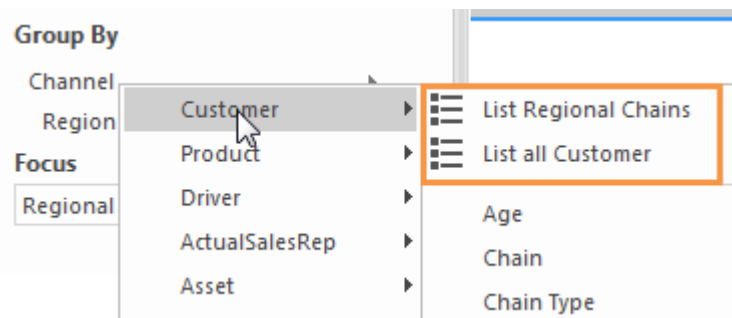 Group By
Channel
Region
Focus
Regional
Customer
Product
Driver
ActualSalesRep
Asset
List Regional Chains
List all Customer
Age
Chain
Chain Type